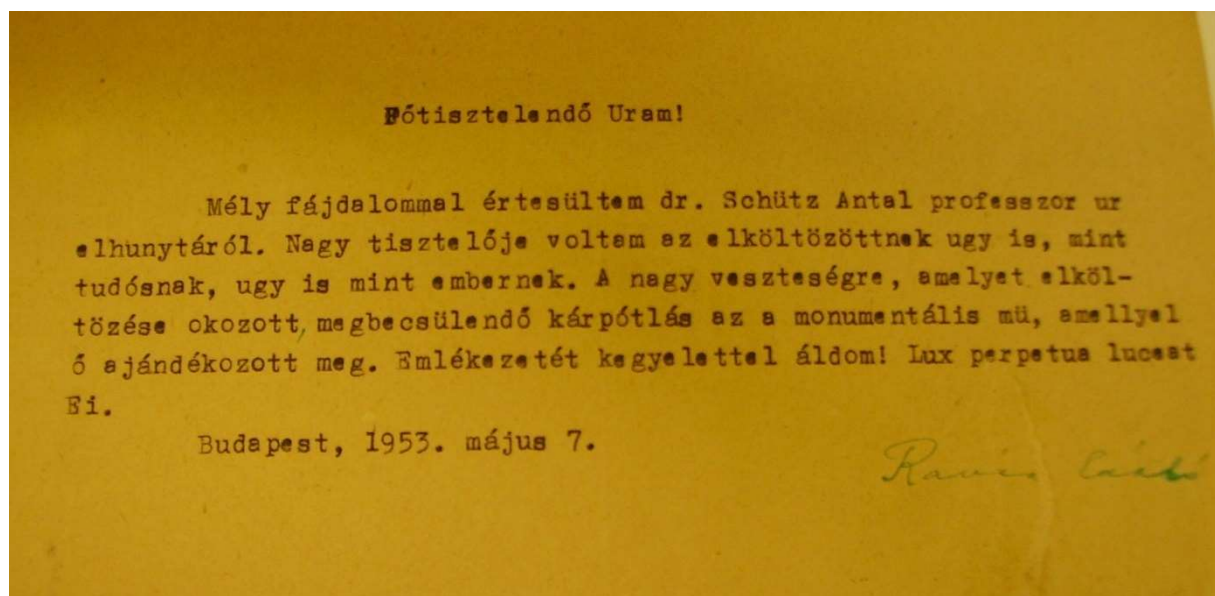 Főtisztelendő Uram!
Mély fájdalommal értesültem dr. Schütz Antal professzor ur
elhunytáról. Nagy tisztelője voltam az elköltözöttnek ugy is, mint
tudósnak, ugy is mint embernek. A nagy veszteségre, amelyet elköl-
tözése okozott, megbecsülendő kárpótlás az a monumentális mü, amellyel
ő ajándékozott meg. Emlékezetét kegyelettel áldom! Lux perpetua luceat
Ei.
Budapest, 1953. május 7.
Ravasz László